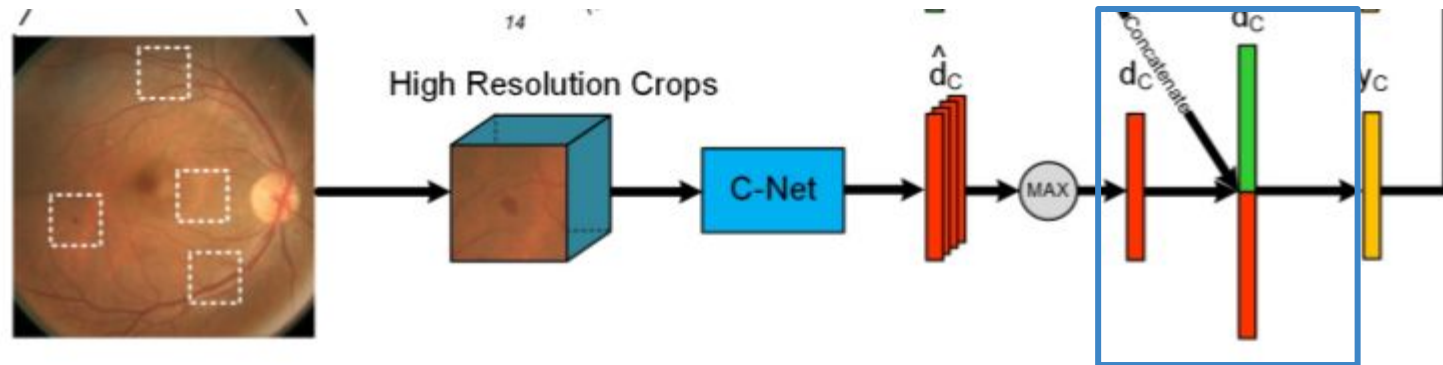 14
High Resolution Crops
d̂C
dC
dC
Concatenate
yC
C-Net
MAX